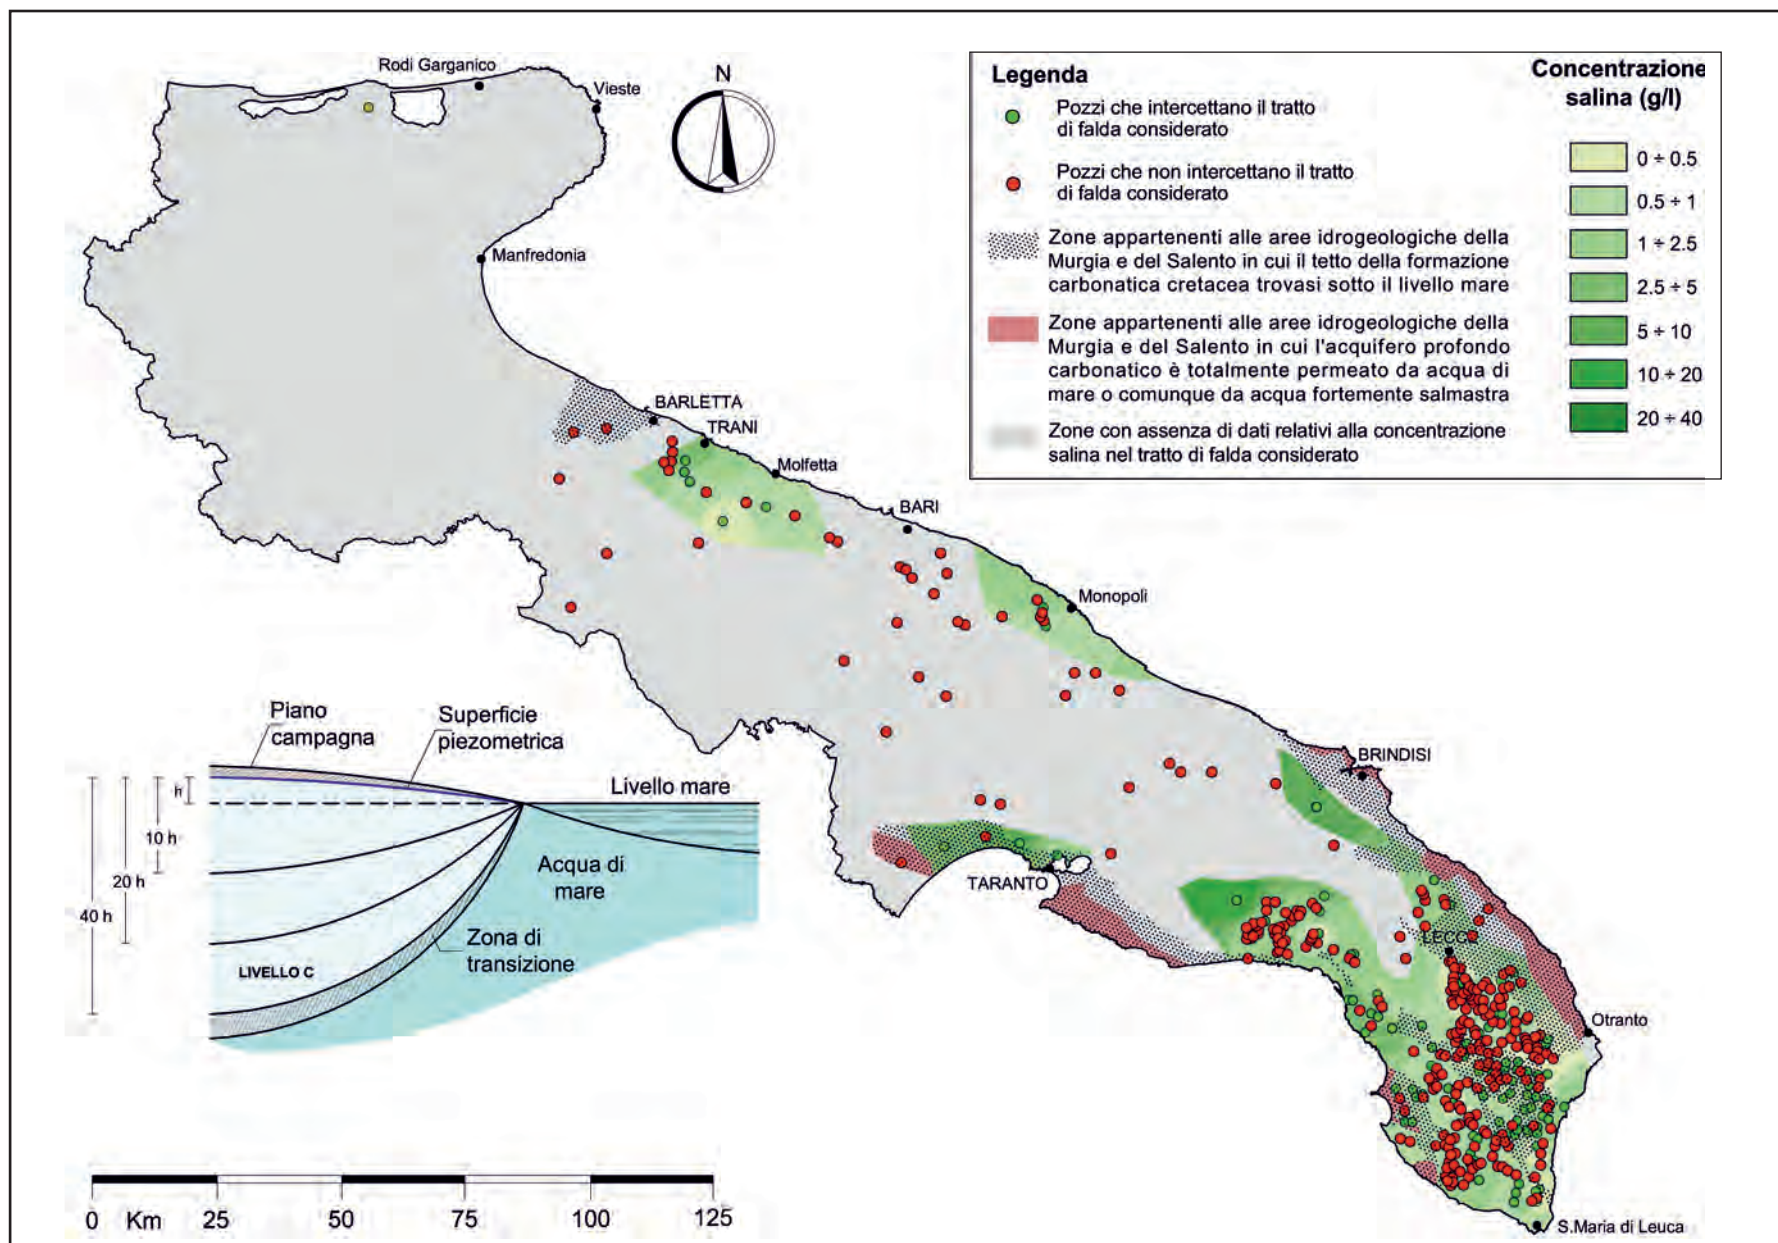 Rodi Garganico
Vieste
N
Manfredonia
BARLETTA
TRANI
Molfetta
BARI
Monopoli
BRINDISI
TARANTO
LECCE
Otranto
S.Maria di Leuca
Legenda
Pozzi che intercettano il tratto
di falda considerato
Pozzi che non intercettano il tratto
di falda considerato
Zone appartenenti alle aree idrogeologiche della
Murgia e del Salento in cui il tetto della formazione
carbonatica cretacea trovasi sotto il livello mare
Zone appartenenti alle aree idrogeologiche della
Murgia e del Salento in cui l'acquifero profondo
carbonatico è totalmente permeato da acqua di
mare o comunque da acqua fortemente salmastra
Zone con assenza di dati relativi alla concentrazione
salina nel tratto di falda considerato
Concentrazione
salina (g/l)
0 ÷ 0.5
0.5 ÷ 1
1 ÷ 2.5
2.5 ÷ 5
5 ÷ 10
10 ÷ 20
20 ÷ 40
Piano
campagna
Superficie
piezometrica
Livello mare
h
10 h
20 h
40 h
Acqua di
mare
Zona di
transizione
LIVELLO C
0 Km 25 50 75 100 125